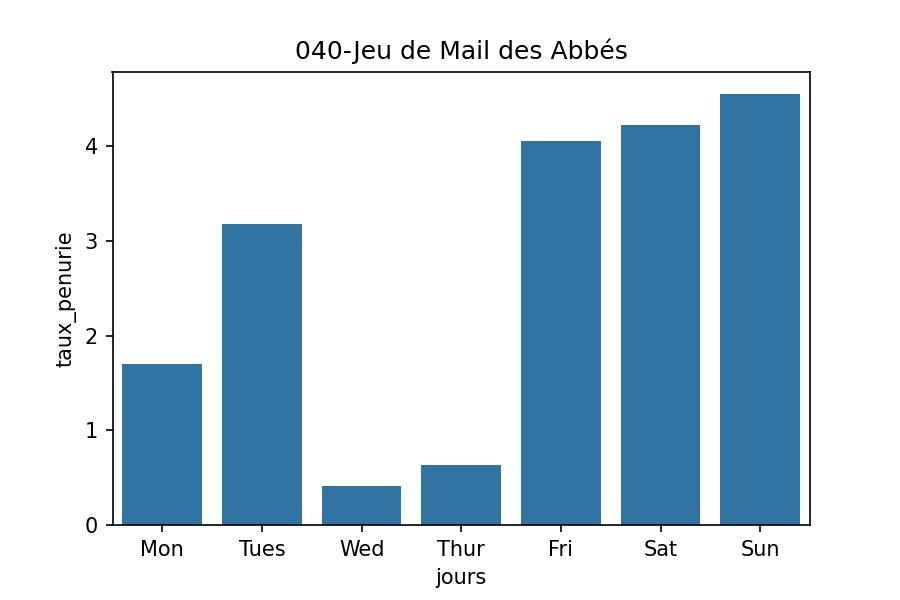 040-Jeu de Mail des Abbés
taux_penurie
4
3
2
1
0
Mon Tues Wed Thur Fri Sat Sun
jours